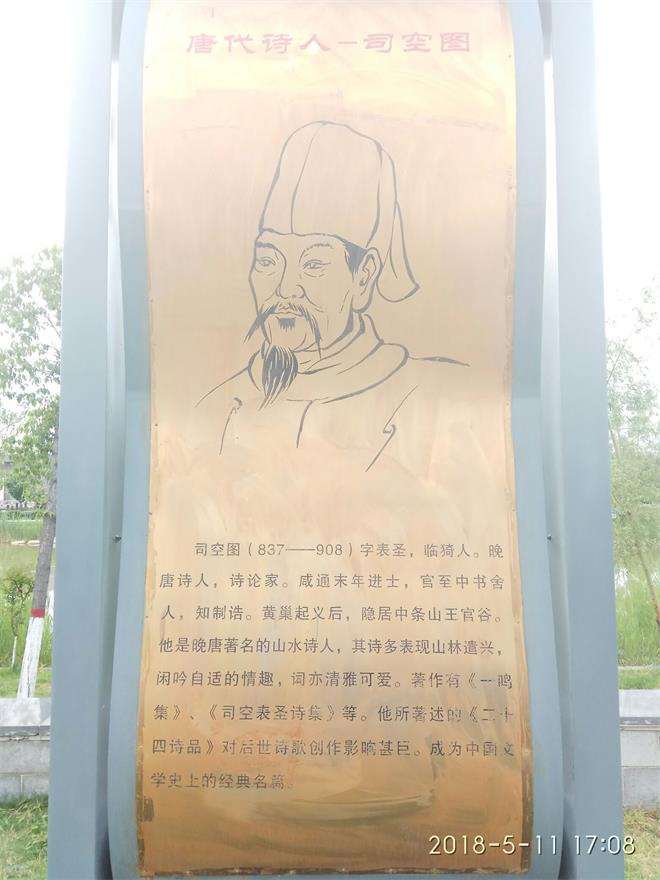 唐代诗人-司空图
司空图（837——908）字表圣，临猗人。晚
唐诗人，诗论家。咸通末年进士，官至中书舍
人，知制诰。黄巢起义后，隐居中条山王官谷。
他是晚唐著名的山水诗人，其诗多表现山林遣兴，
闲吟自适的情趣，词亦清雅可爱。著作有《一鸣
集》、《司空表圣诗集》等。他所著述的《二十
四诗品》对后世诗歌创作影响甚巨。成为中国文
学史上的经典名篇。
2018-5-11 17:08